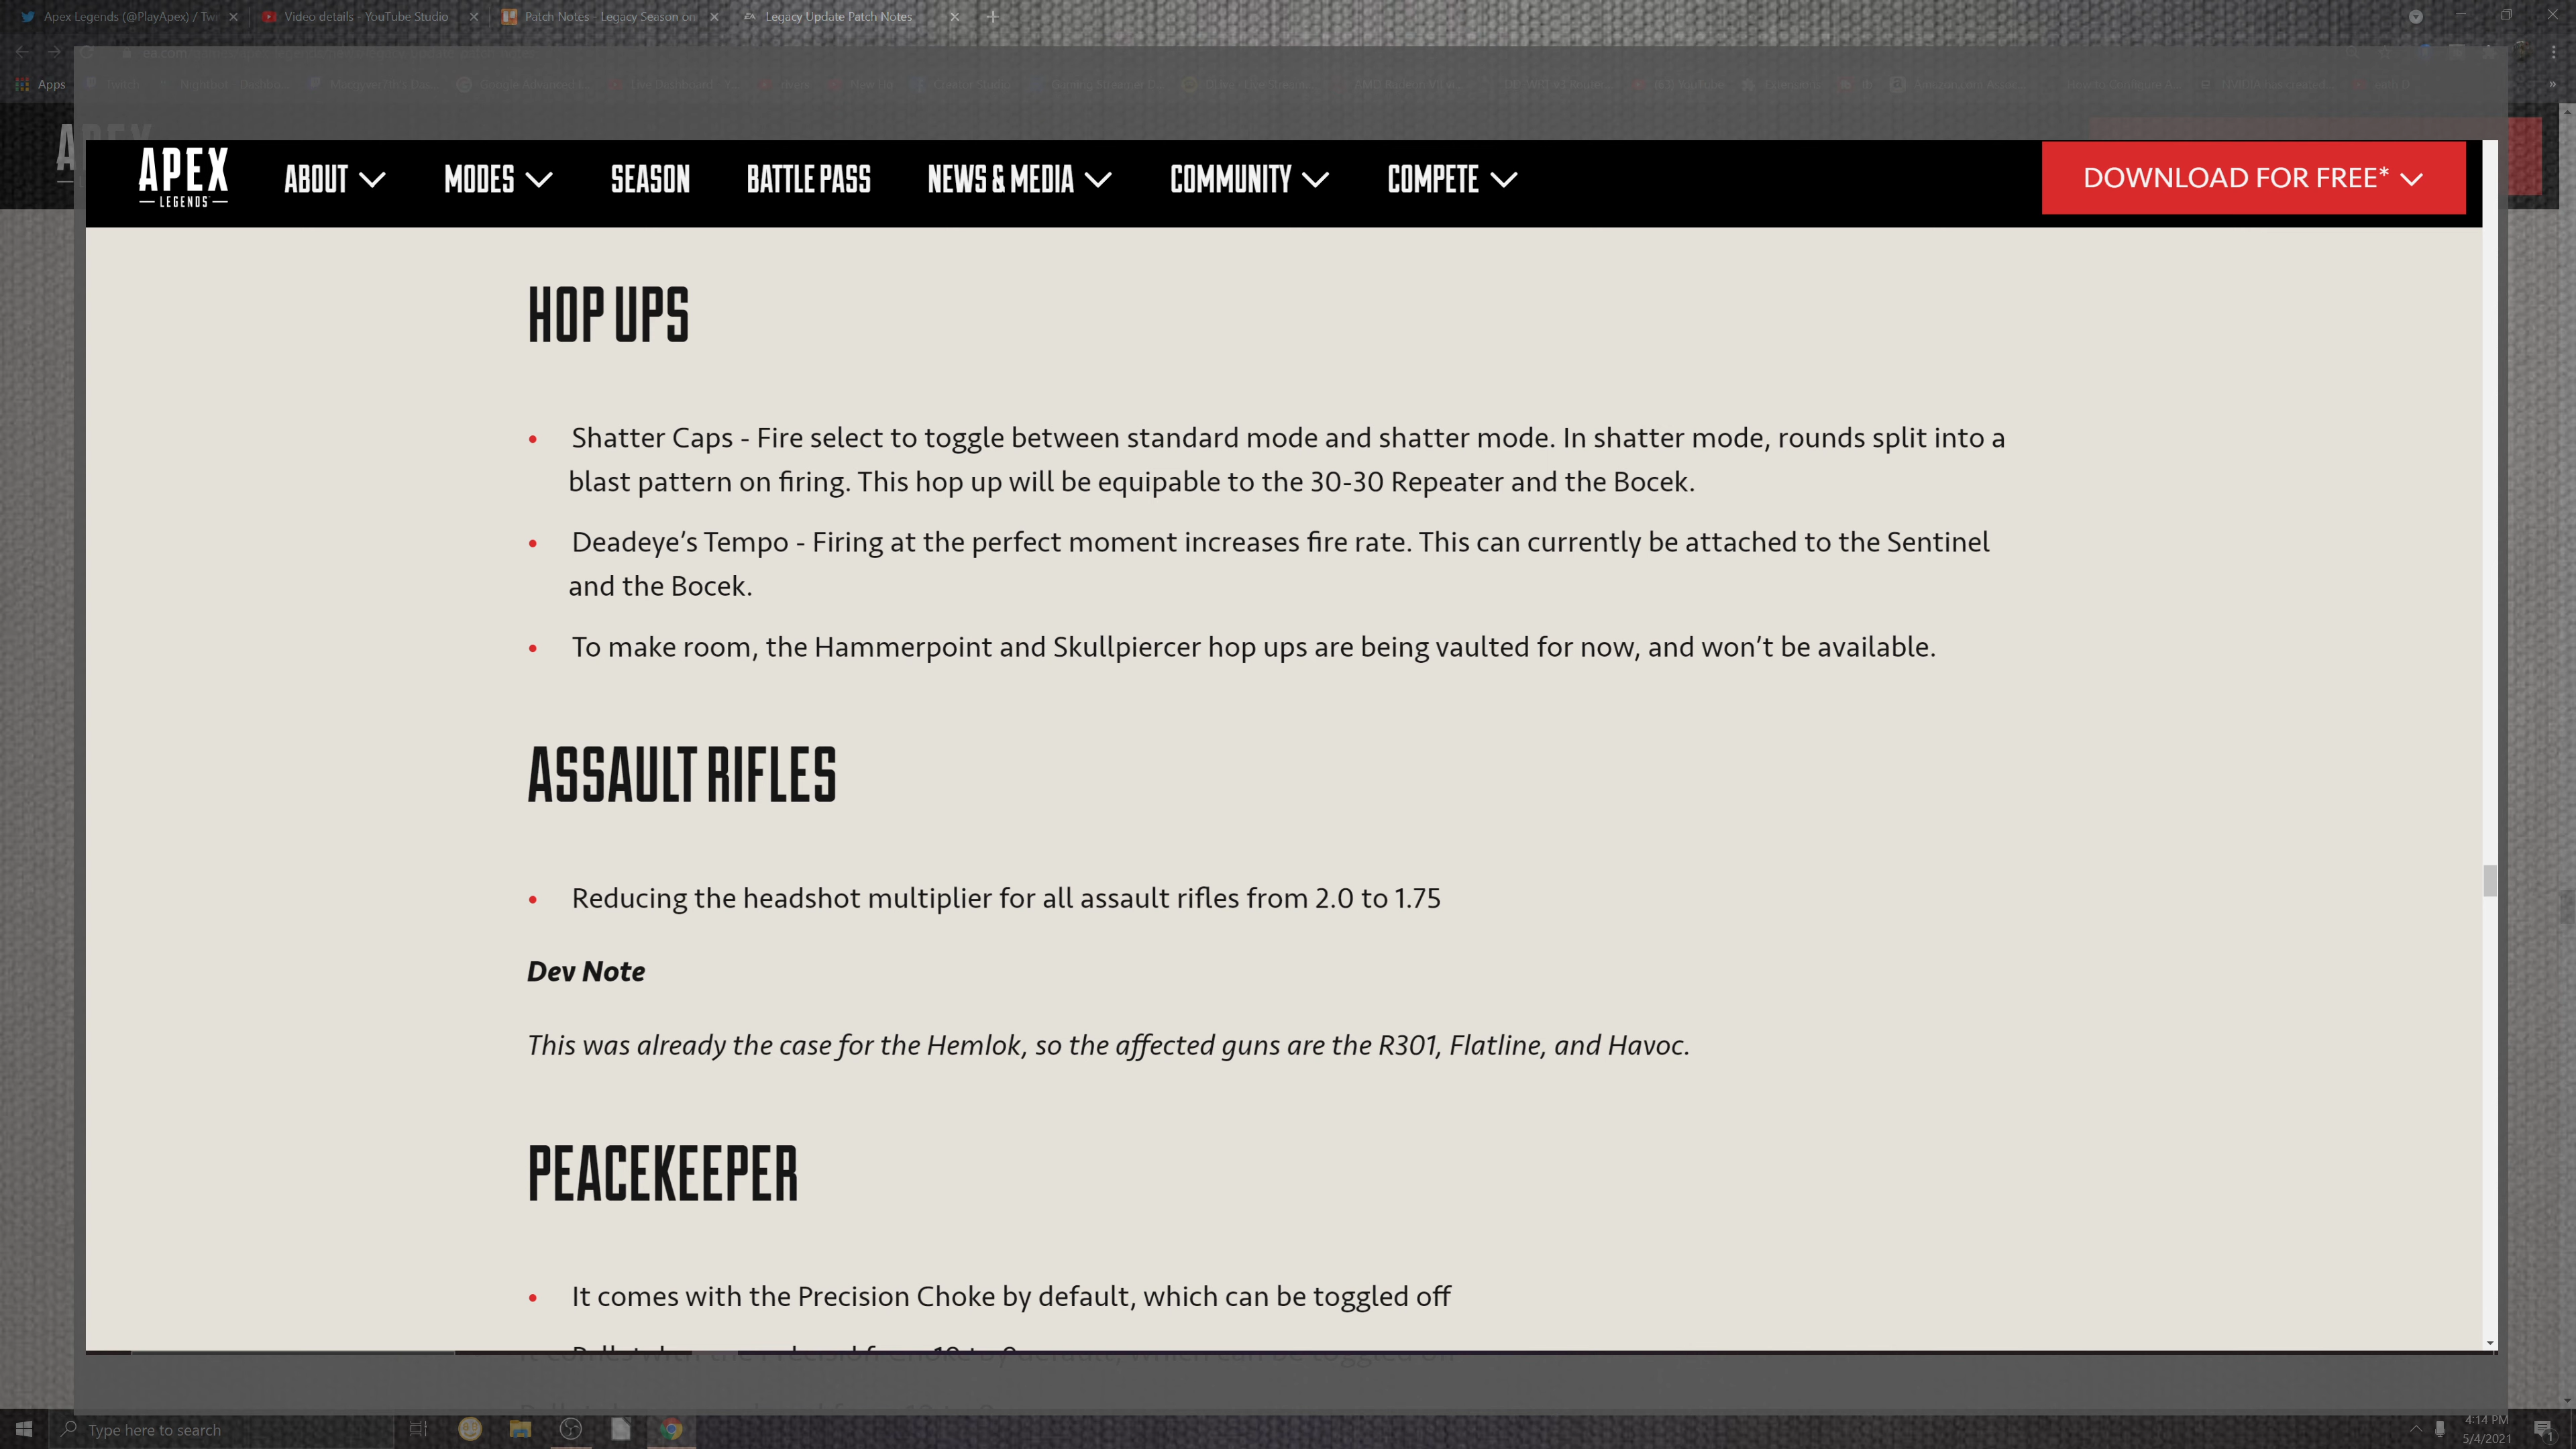 Apex Legends (@PlayApex) / Twi
Video details - YouTube Studio
Patch Notes - Legacy Season on
Legacy Update Patch Notes
ea.com
Apps
Twitch
APEX
LEGENDS
ABOUT
MODES
SEASON
BATTLE PASS
NEWS & MEDIA
COMMUNITY
COMPETE
DOWNLOAD FOR FREE*
HOP UPS
• Shatter Caps - Fire select to toggle between standard mode and shatter mode. In shatter mode, rounds split into a
blast pattern on firing. This hop up will be equipable to the 30-30 Repeater and the Bocek.
• Deadeye’s Tempo - Firing at the perfect moment increases fire rate. This can currently be attached to the Sentinel
and the Bocek.
• To make room, the Hammerpoint and Skullpiercer hop ups are being vaulted for now, and won’t be available.
ASSAULT RIFLES
• Reducing the headshot multiplier for all assault rifles from 2.0 to 1.75
Dev Note
This was already the case for the Hemlok, so the affected guns are the R301, Flatline, and Havoc.
PEACEKEEPER
• It comes with the Precision Choke by default, which can be toggled off
Type here to search
4:14 PM
5/4/2021